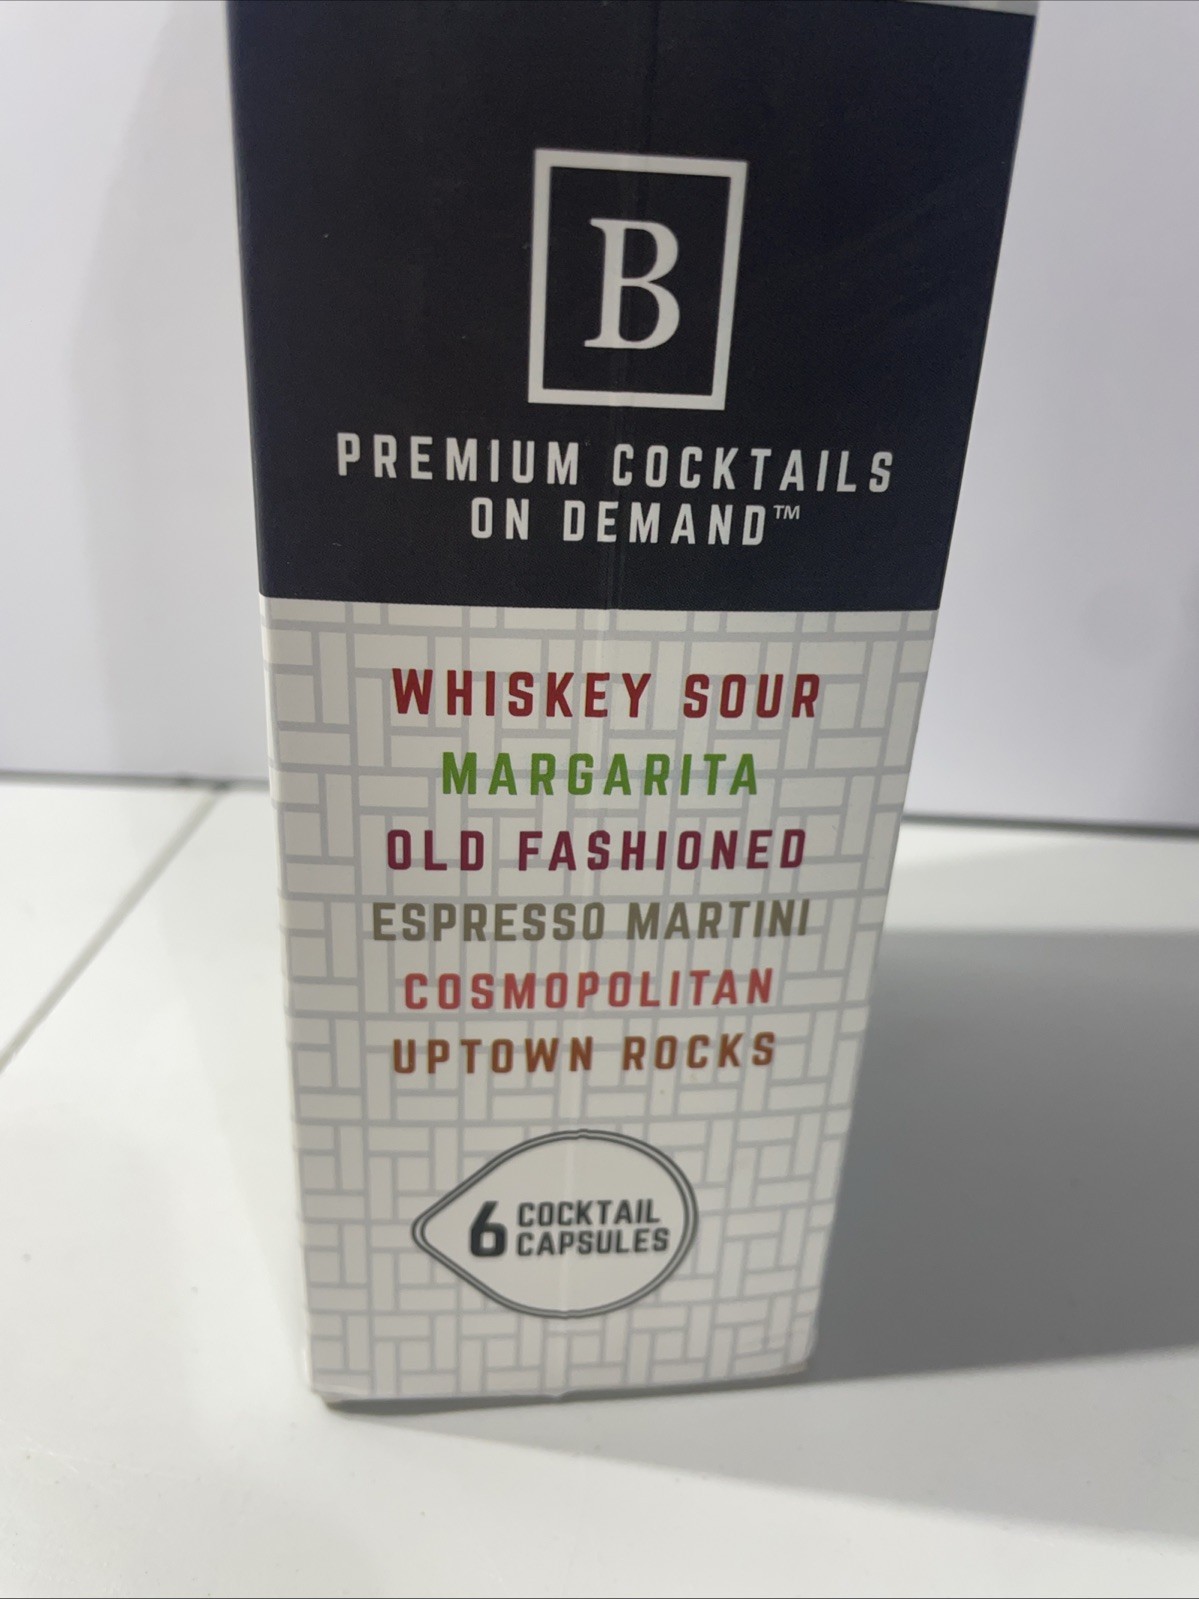 B
PREMIUM COCKTAILS
ON DEMAND™
WHISKEY SOUR
MARGARITA
OLD FASHIONED
ESPRESSO MARTINI
COSMOPOLITAN
UPTOWN ROCKS
6 COCKTAIL
CAPSULES